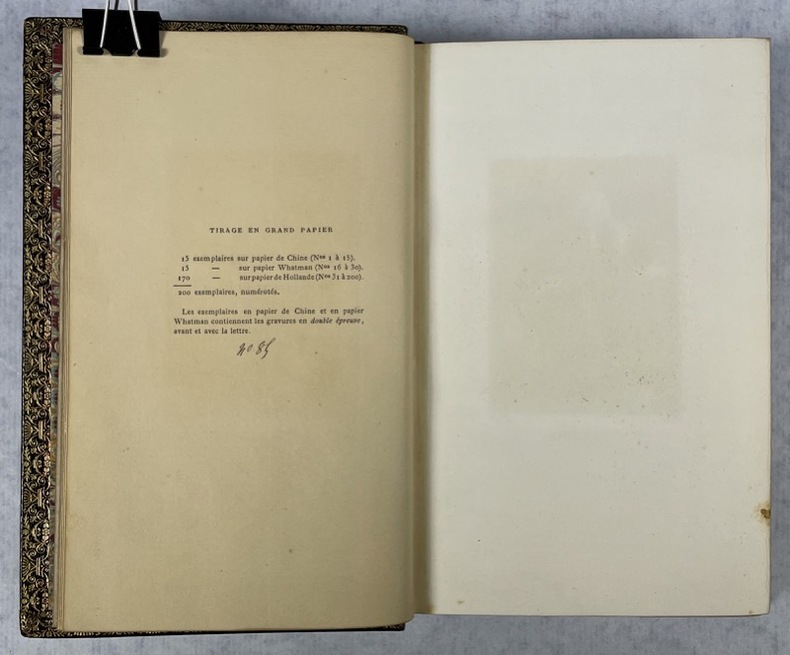 TIRAGE EN GRAND PAPIER
15 exemplaires sur papier de Chine (Nos 1 à 15).
15 — sur papier Whatman (Nos 16 à 30).
170 — sur papier de Hollande (Nos 31 à 200).
200 exemplaires, numérotés.
Les exemplaires en papier de Chine et en papier
Whatman contiennent les gravures en double épreuve,
avant et avec la lettre.
no 85